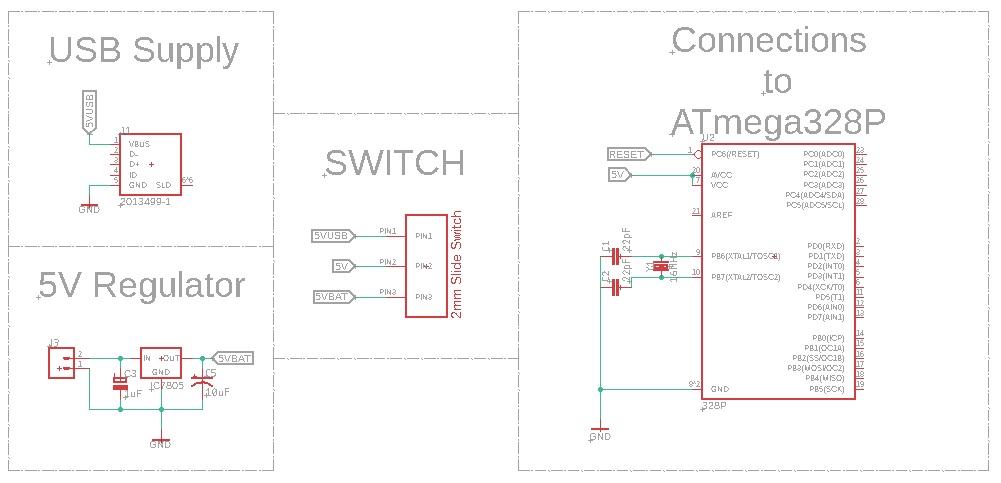 USB Supply
5VUSB
J1
1 VBUS
2 D-
3 D+
4 ID
5 GND SLD 6*6
GND
2013499-1
5V Regulator
J3
2
1
IN OUT
GND
5VBAT
C3
1uF
IC7805
C5
10uF
GND
SWITCH
5VUSB PIN1 PIN1
5V PIN2 PIN2
5VBAT PIN3 PIN3
2mm Slide Switch
Connections
to
ATmega328P
U2
RESET 1 PC6(/RESET) PC0(ADC0) 23
PC1(ADC1) 24
5V 20 AVCC PC2(ADC2) 25
7 VCC PC3(ADC3) 26
PC4(ADC4/SDA) 27
PC5(ADC5/SCL) 28
21 AREF
PD0(RXD) 2
C1 22pF 9 PB6(XTAL1/TOSC1) PD1(TXD) 3
Y1 16MHz PD2(INT0) 4
C2 22pF 10 PB7(XTAL2/TOSC2) PD3(INT1) 5
PD4(XCK/T0) 6
PD5(T1) 11
PD6(AIN0) 12
PD7(AIN1) 13
PB0(ICP) 14
PB1(OC1A) 15
PB2(SS/OC1B) 16
PB3(MOSI/OC2) 17
PB4(MISO) 18
8*2 GND PB5(SCK) 19
328P
GND